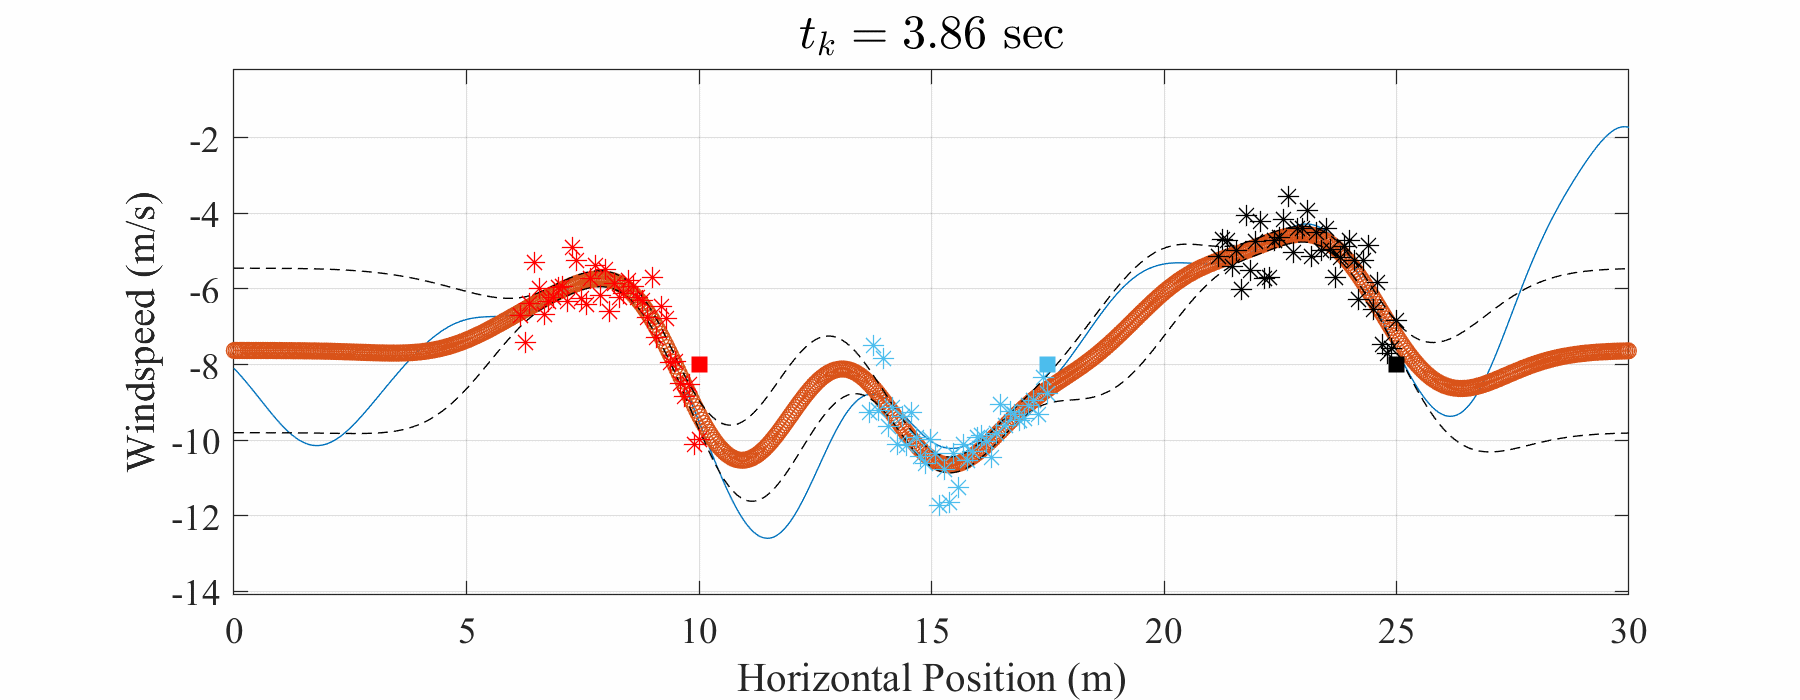 t_k = 3.86 sec
Windspeed (m/s)
-2
-4
-6
-8
-10
-12
-14
0 5 10 15 20 25 30
Horizontal Position (m)